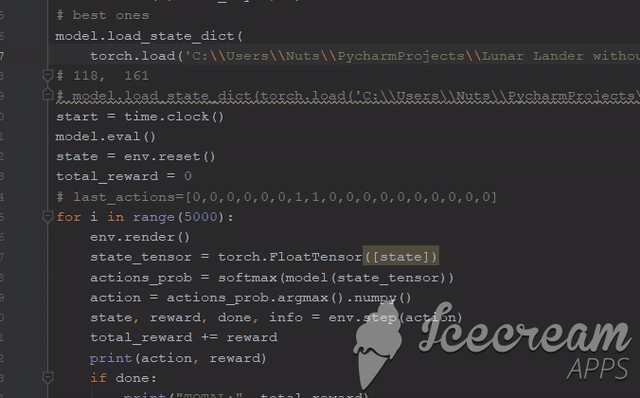 # best ones
model.load_state_dict(
torch.load('C:\\Users\\Nuts\\PycharmProjects\\Lunar Lander withou
# 118,  161
# model.load_state_dict(torch.load('C:\\Users\\Nuts\\PycharmProjects\
start = time.clock()
model.eval()
state = env.reset()
total_reward = 0
# last_actions=[0,0,0,0,0,0,1,1,0,0,0,0,0,0,0,0,0,0]
for i in range(5000):
env.render()
state_tensor = torch.FloatTensor([state])
actions_prob = softmax(model(state_tensor))
action = actions_prob.argmax().numpy()
state, reward, done, info = env.step(action)
total_reward += reward
print(action, reward)
if done:
print("TOTAL:", total_reward)
Icecream
APPS